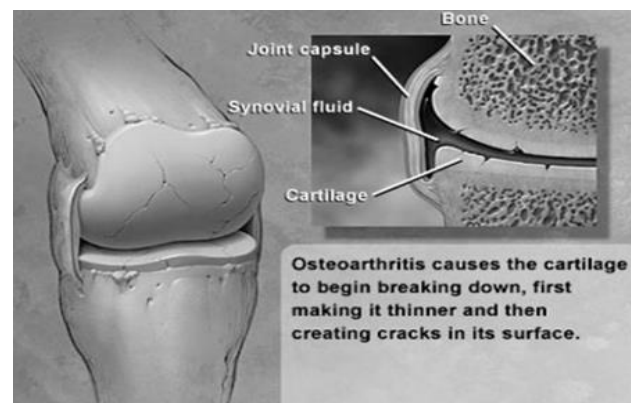 Bone
Joint capsule
Synovial fluid
Cartilage
Osteoarthritis causes the cartilage
to begin breaking down, first
making it thinner and then
creating cracks in its surface.